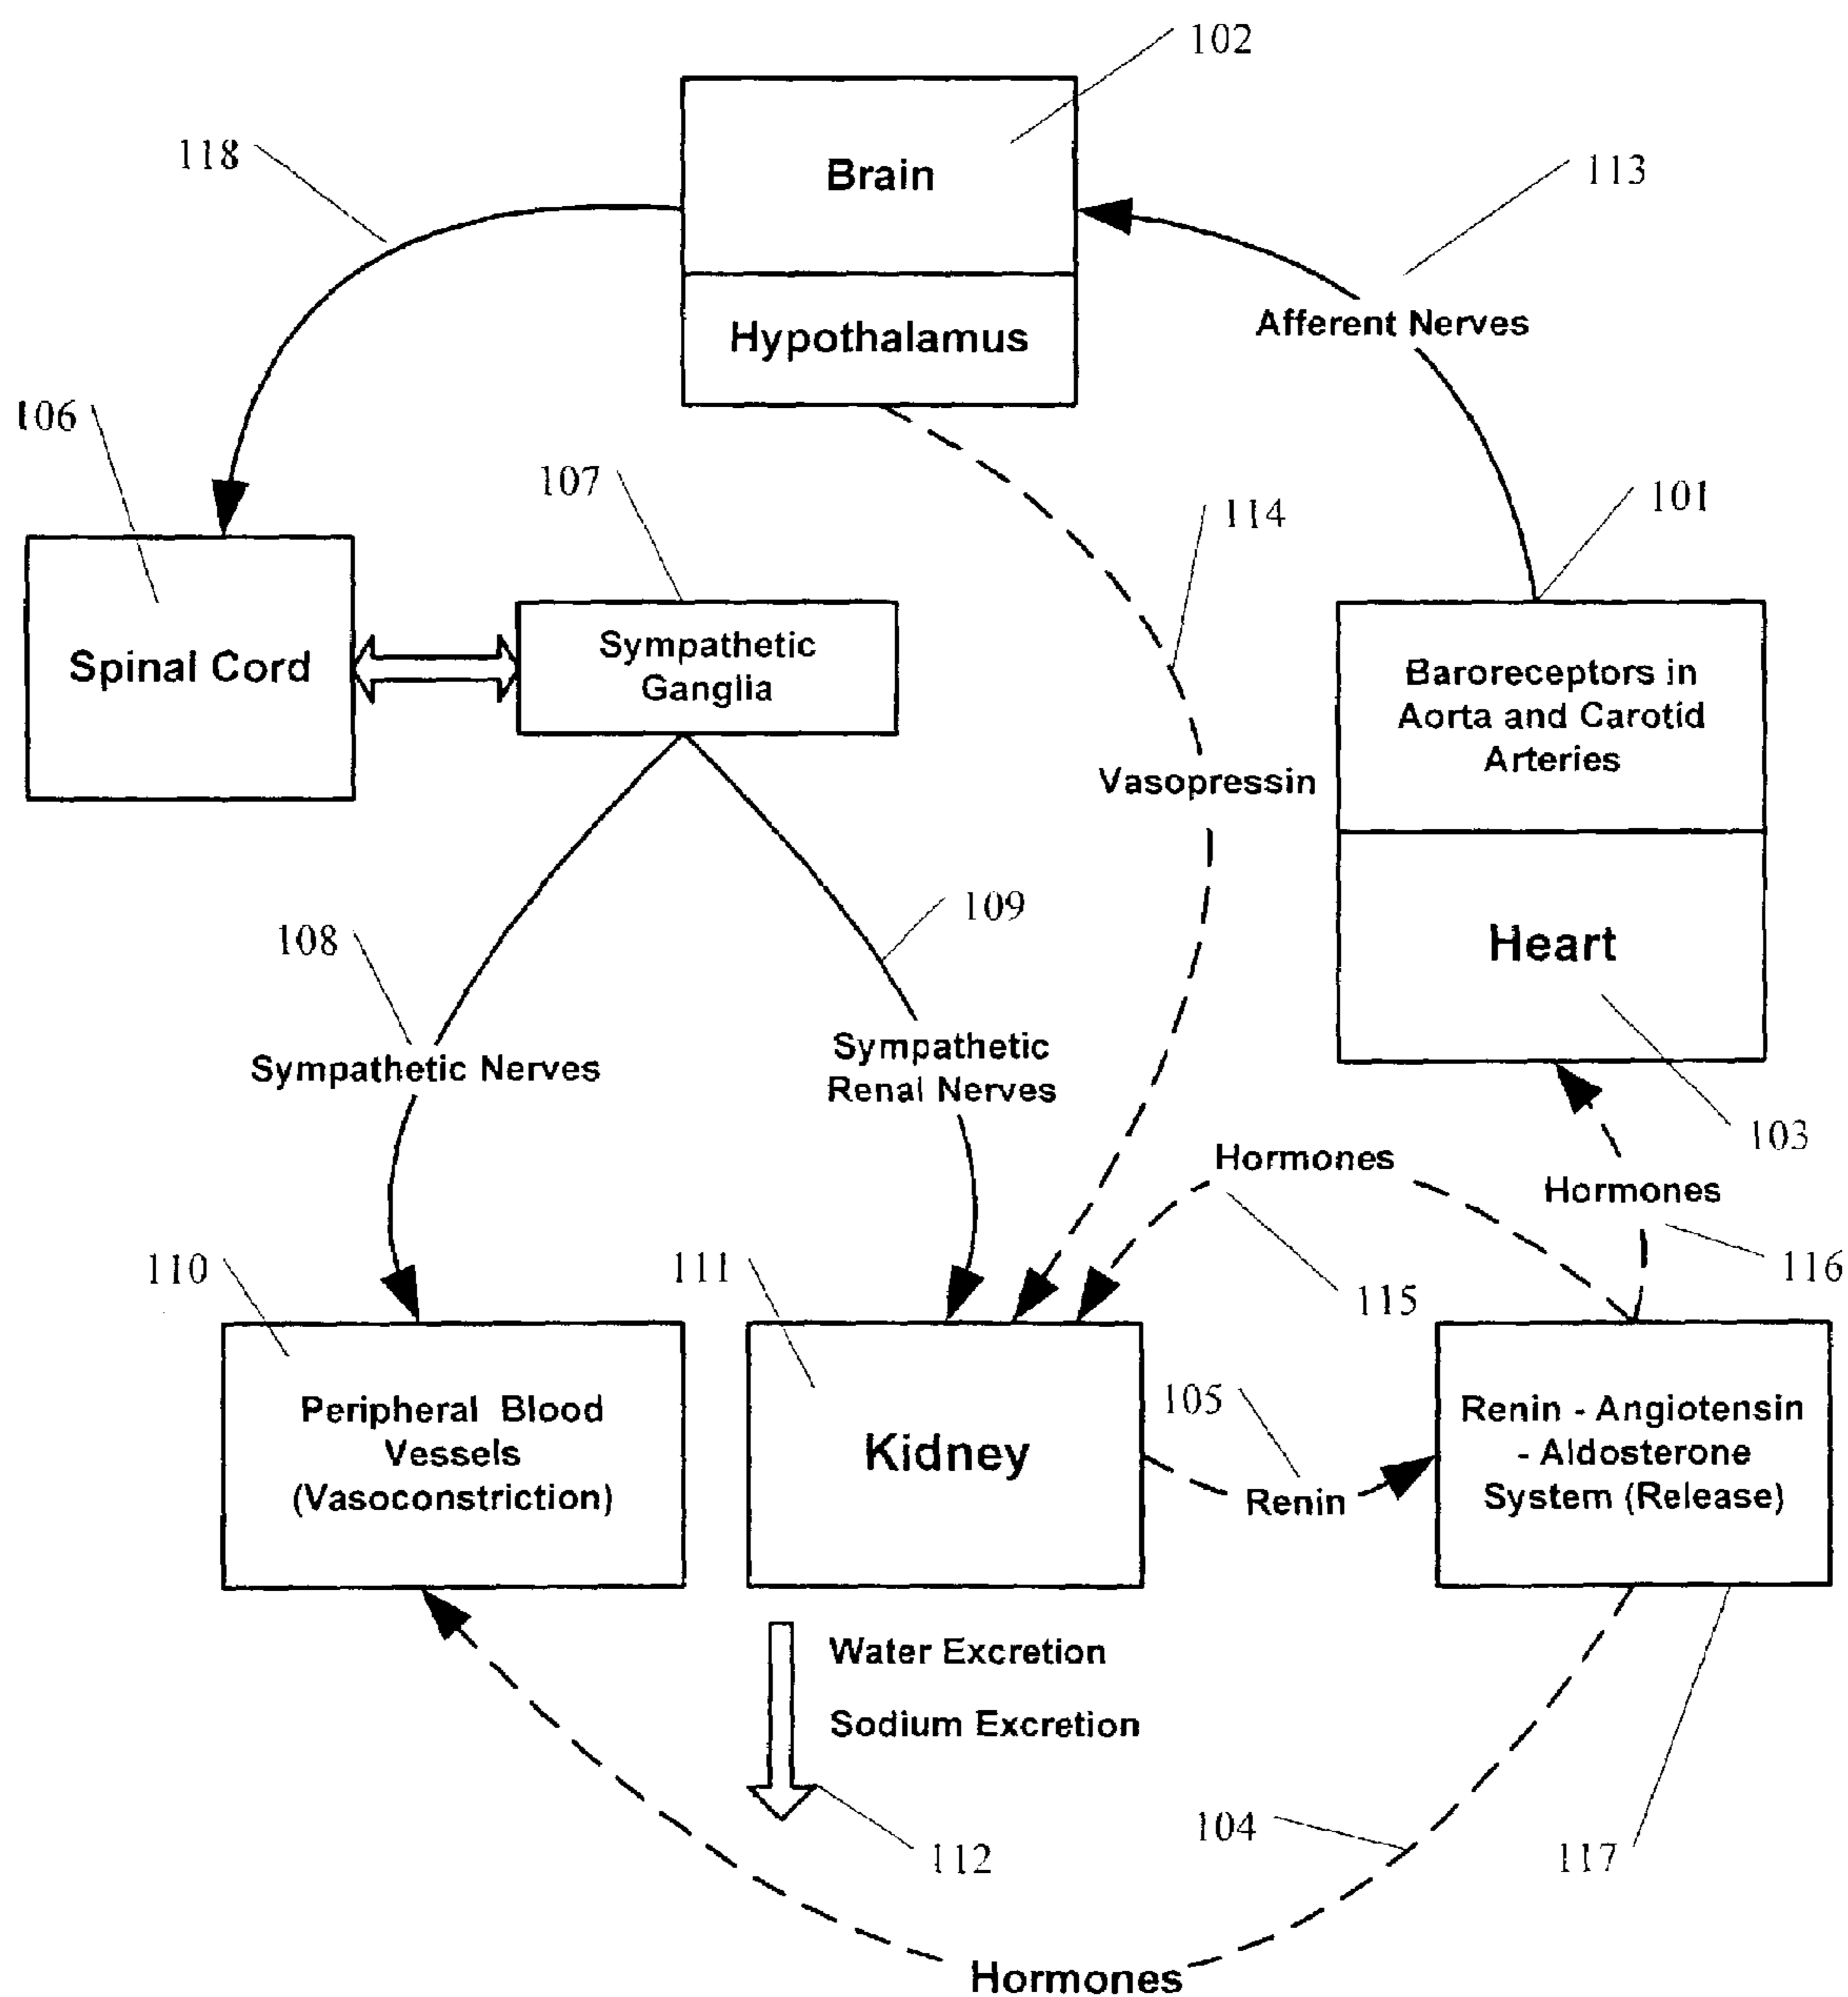 102
118
Brain
113
Hypothalamus
Afferent Nerves
106
107
114
101
Spinal Cord
Sympathetic
Ganglia
Baroreceptors in
Aorta and Carotid
Arteries
Vasopressin
109
108
Heart
Sympathetic Nerves
Sympathetic
Renal Nerves
103
Hormones
Hormones
110
111
115
116
Peripheral Blood
Vessels
(Vasoconstriction)
Kidney
105
Renin
Renin - Angiotensin
- Aldosterone
System (Release)
Water Excretion
Sodium Excretion
112
104
117
Hormones